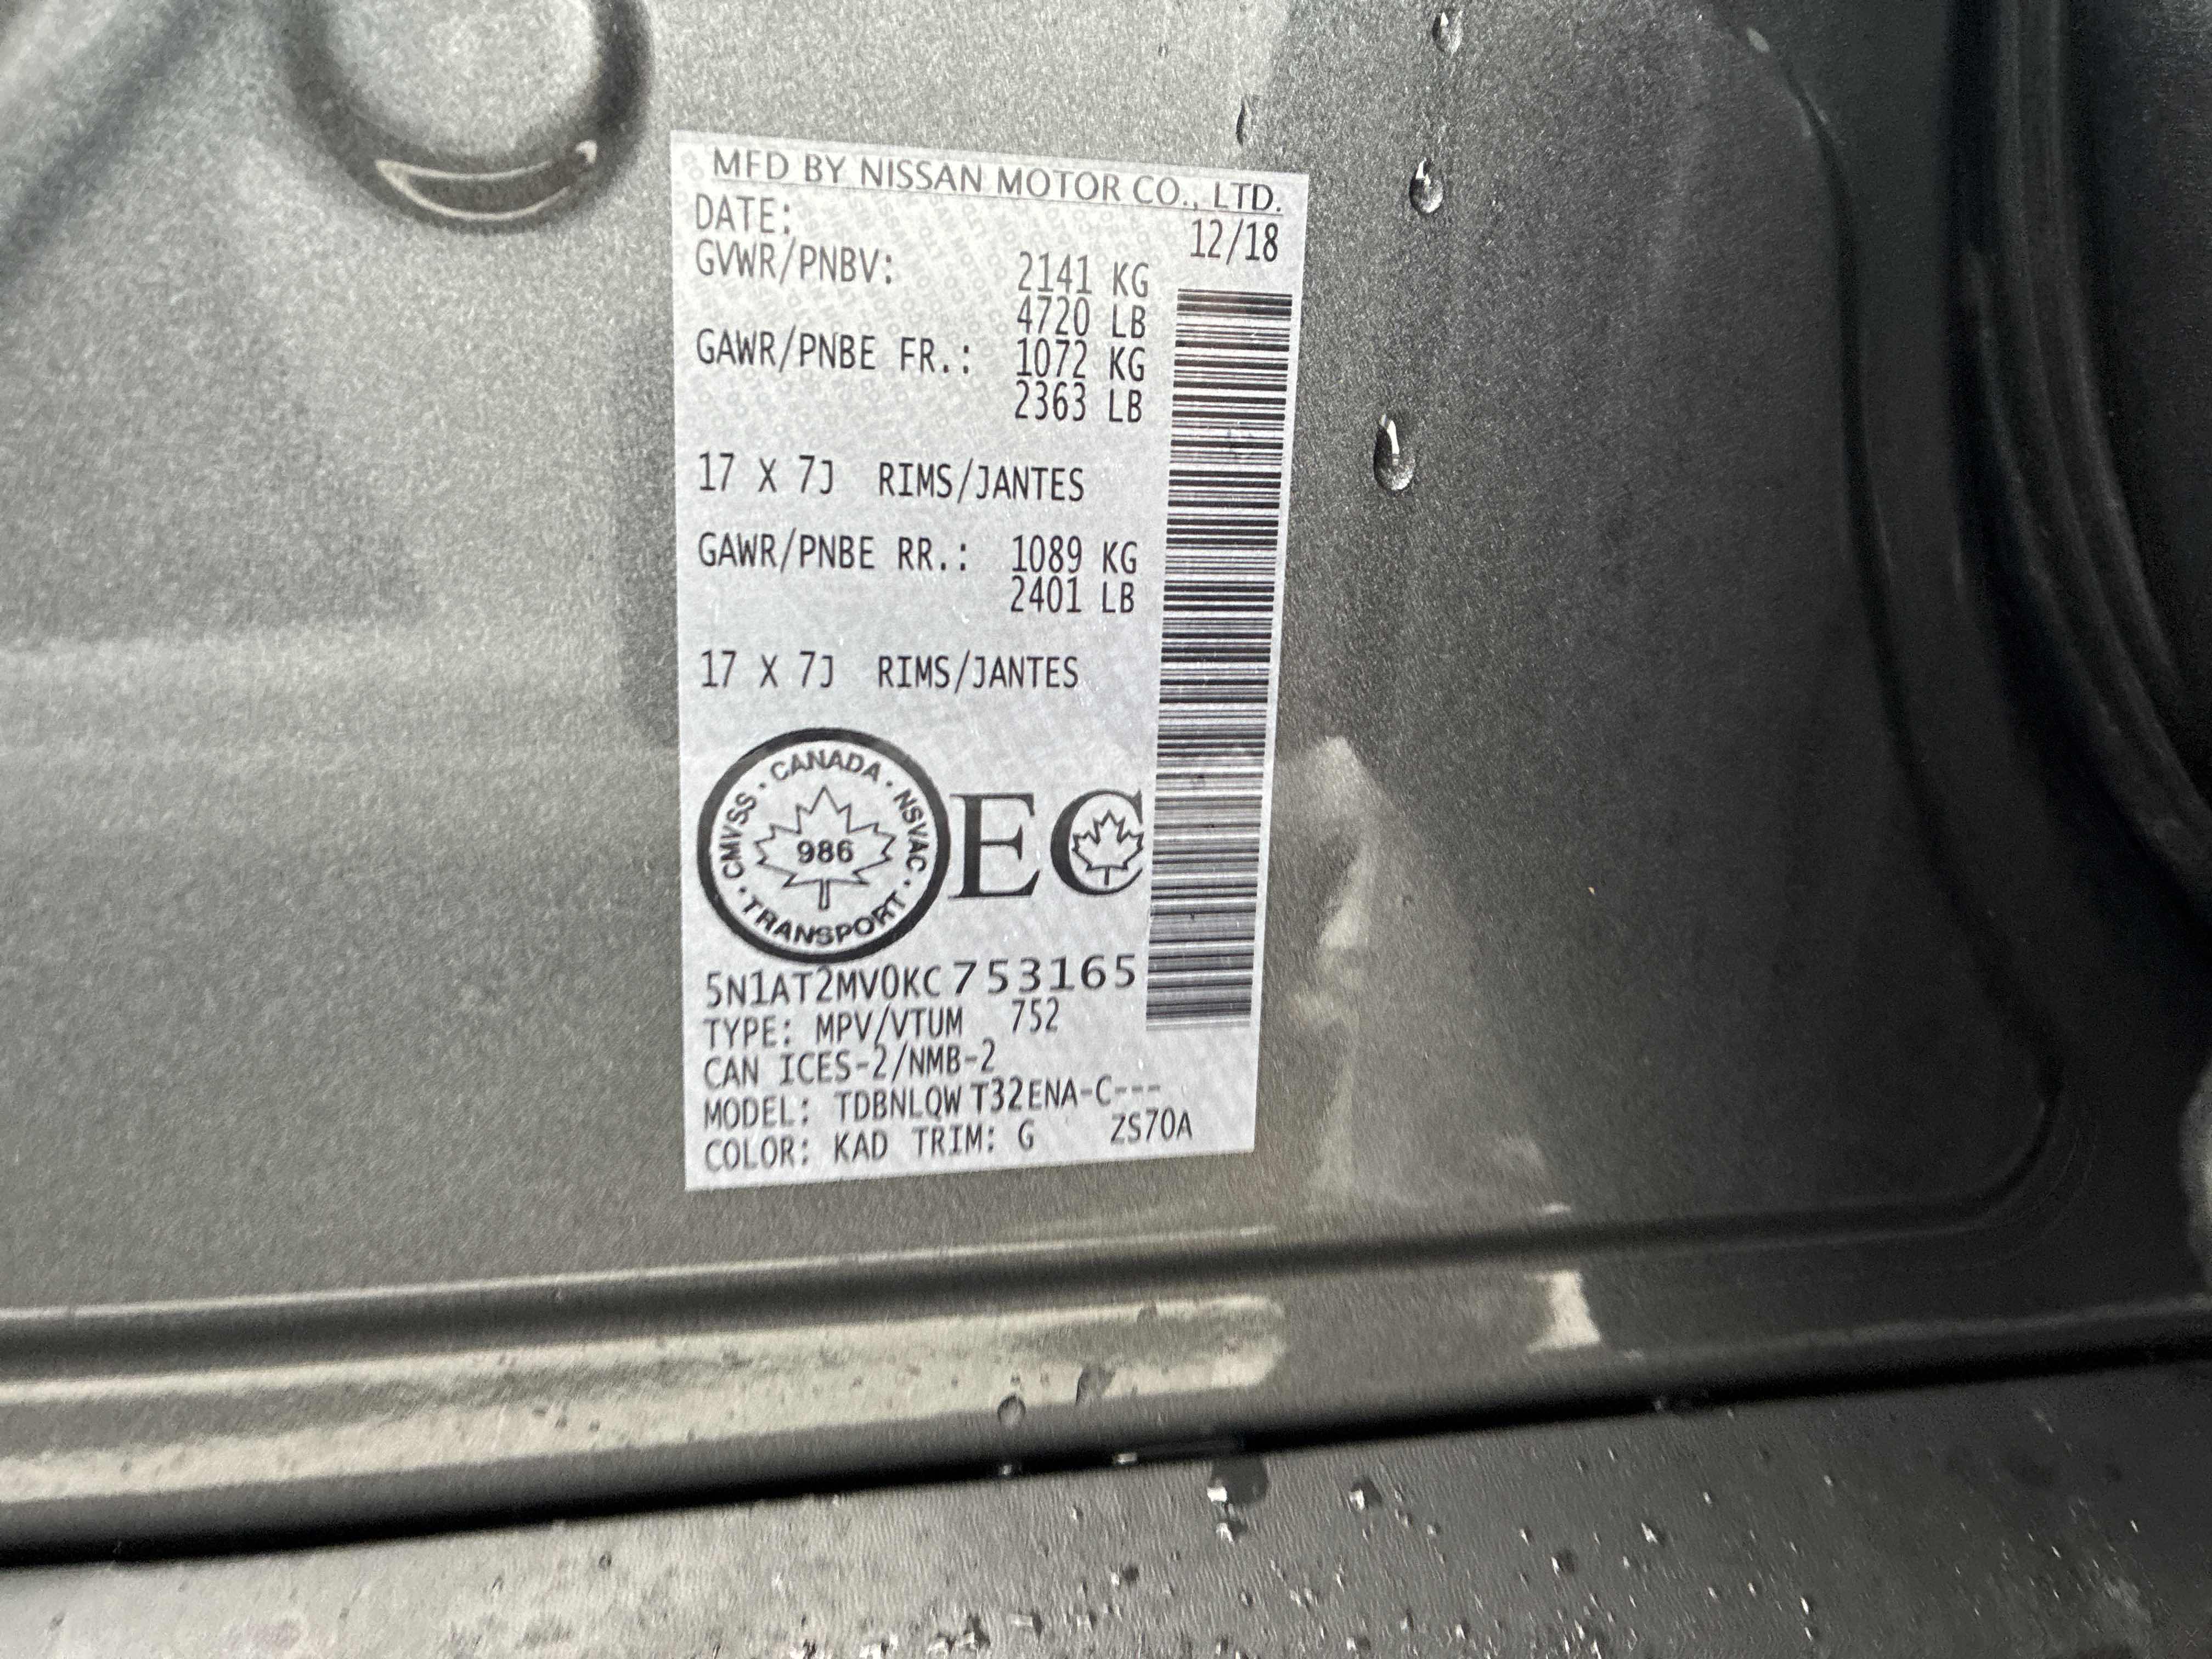 MFD BY NISSAN MOTOR CO., LTD.
DATE: 12/18
GVWR/PNBV: 2141 KG
4720 LB
GAWR/PNBE FR.: 1072 KG
2363 LB
17 X 7J RIMS/JANTES
GAWR/PNBE RR.: 1089 KG
2401 LB
17 X 7J RIMS/JANTES
CANADA · NSVAC · TRANSPORT · CMVSS ·
986
EC
5N1AT2MV0KC753165
TYPE: MPV/VTUM 752
CAN ICES-2/NMB-2
MODEL: TDBNLQW T32ENA-C---
COLOR: KAD TRIM: G ZS70A